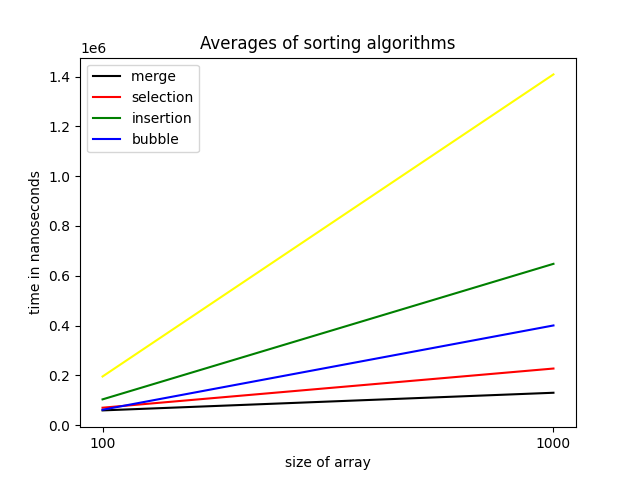 Averages of sorting algorithms
1e6
merge
selection
insertion
bubble
time in nanoseconds
1.4
1.2
1.0
0.8
0.6
0.4
0.2
0.0
100
1000
size of array